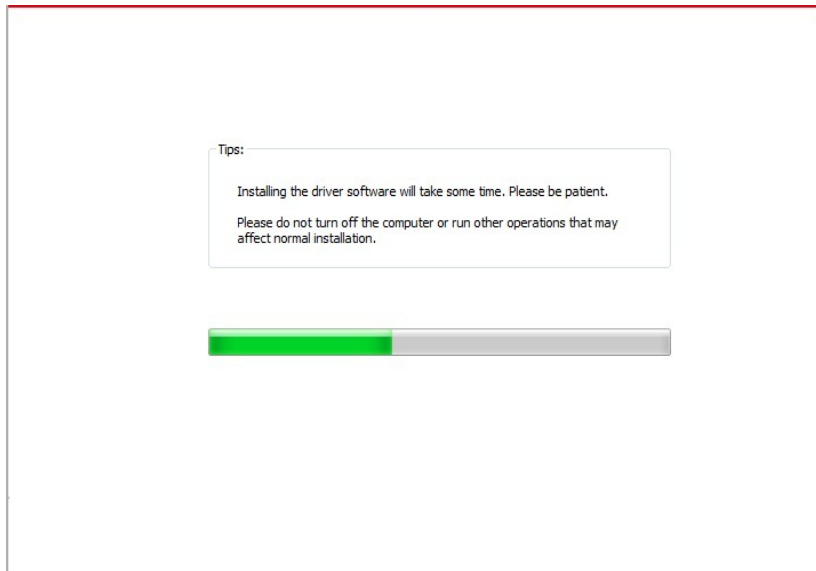 Tips:
Installing the driver software will take some time. Please be patient.
Please do not turn off the computer or run other operations that may
affect normal installation.